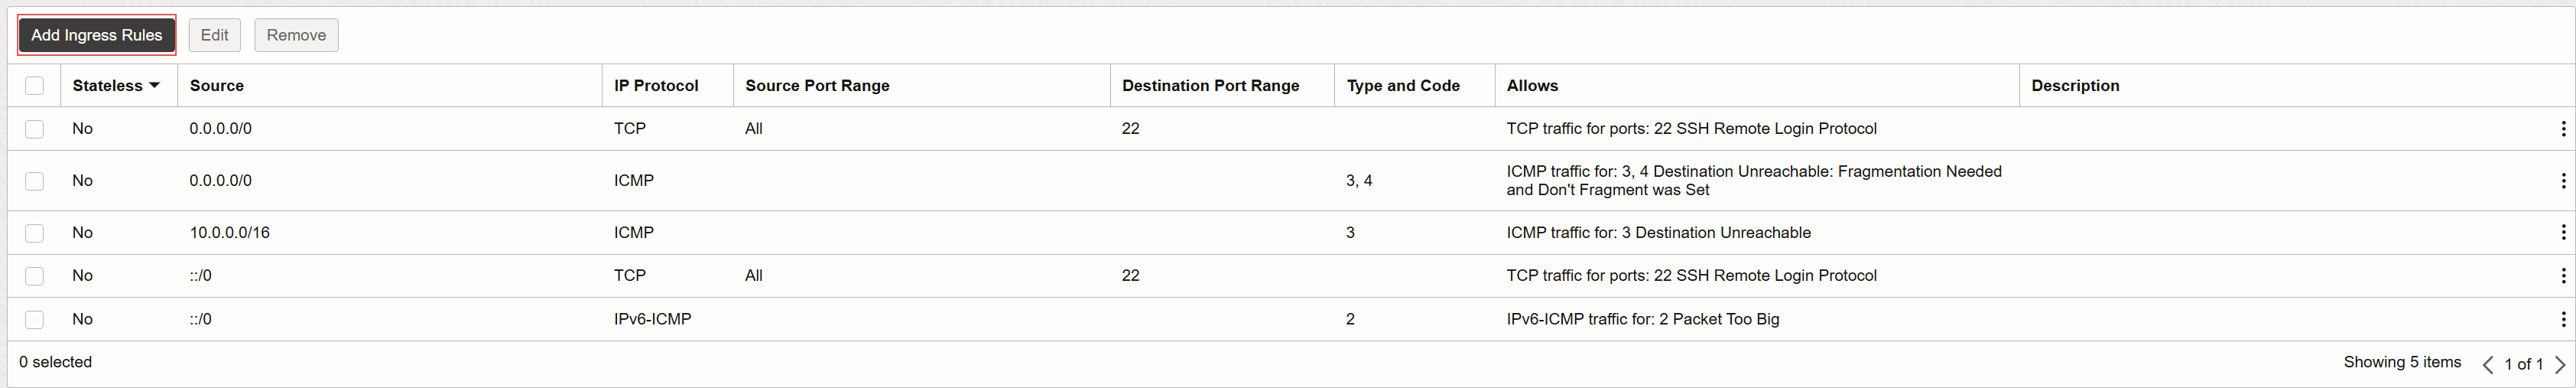 Add Ingress Rules Edit Remove
Stateless Source IP Protocol Source Port Range Destination Port Range Type and Code Allows Description
No 0.0.0.0/0 TCP All 22 TCP traffic for ports: 22 SSH Remote Login Protocol
No 0.0.0.0/0 ICMP 3, 4 ICMP traffic for: 3, 4 Destination Unreachable: Fragmentation Needed
and Don't Fragment was Set
No 10.0.0.0/16 ICMP 3 ICMP traffic for: 3 Destination Unreachable
No ::/0 TCP All 22 TCP traffic for ports: 22 SSH Remote Login Protocol
No ::/0 IPv6-ICMP 2 IPv6-ICMP traffic for: 2 Packet Too Big
0 selected Showing 5 items 1 of 1